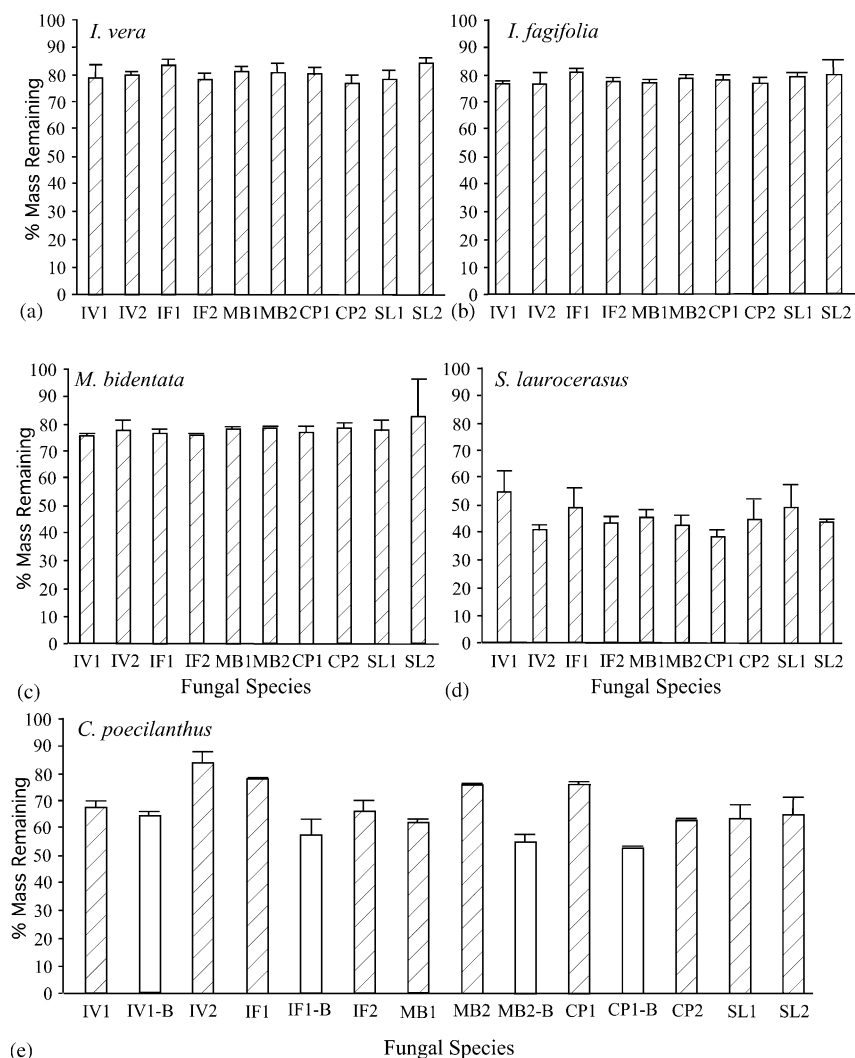 I. vera
% Mass Remaining
100
90
80
70
60
50
40
30
20
10
0
IV1 IV2 IF1 IF2 MB1 MB2 CP1 CP2 SL1 SL2
(a)
I. fagifolia
100
90
80
70
60
50
40
30
20
10
0
IV1 IV2 IF1 IF2 MB1 MB2 CP1 CP2 SL1 SL2
(b)
M. bidentata
% Mass Remaining
100
90
80
70
60
50
40
30
20
10
0
IV1 IV2 IF1 IF2 MB1 MB2 CP1 CP2 SL1 SL2
(c)
Fungal Species
S. laurocerasus
100
90
80
70
60
50
40
30
20
10
0
IV1 IV2 IF1 IF2 MB1 MB2 CP1 CP2 SL1 SL2
(d)
Fungal Species
C. poecilanthus
% Mass Remaining
100
90
80
70
60
50
40
30
20
10
0
IV1 IV1-B IV2 IF1 IF1-B IF2 MB1 MB2 MB2-B CP1 CP1-B CP2 SL1 SL2
(e)
Fungal Species